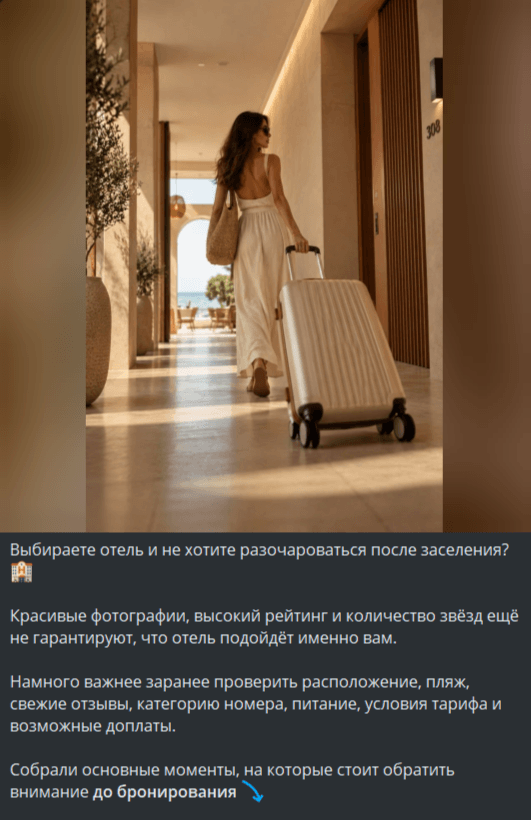 308
Выбираете отель и не хотите разочароваться после заселения?
Красивые фотографии, высокий рейтинг и количество звёзд ещё
не гарантируют, что отель подойдёт именно вам.
Намного важнее заранее проверить расположение, пляж,
свежие отзывы, категорию номера, питание, условия тарифа и
возможные доплаты.
Собрали основные моменты, на которые стоит обратить
внимание до бронирования